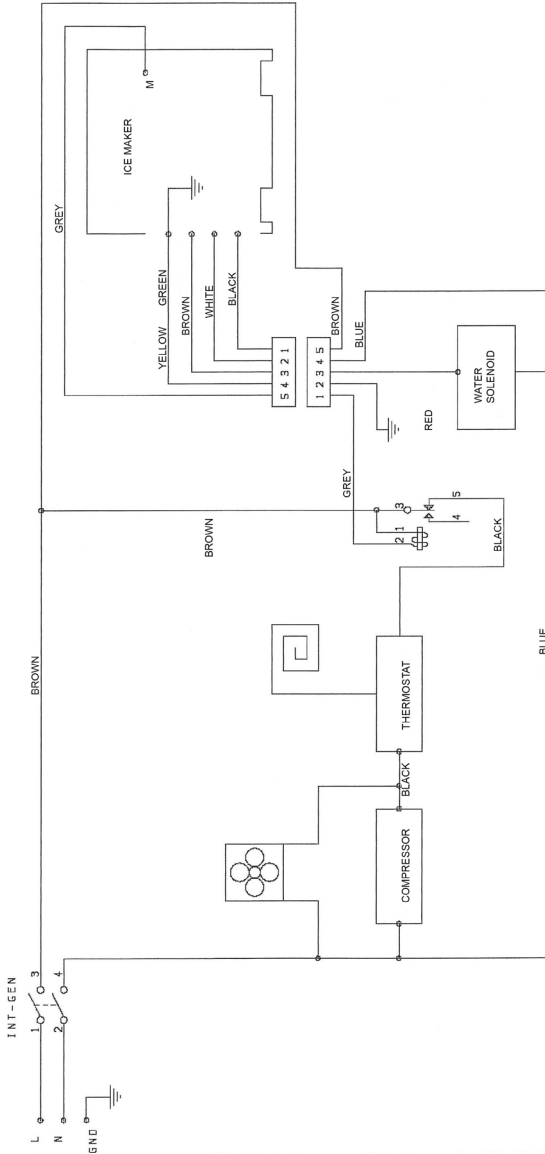 INT-GEN
L
N
GND
1
3
2
4
BROWN
BROWN
GREY
ICE MAKER
M
YELLOW GREEN
BROWN
WHITE
BLACK
5 4 3 2 1
1 2 3 4 5
BROWN
BLUE
GREY
RED
WATER
SOLENOID
2 1 3
4 5
BLACK
THERMOSTAT
BLACK
COMPRESSOR
BLUE